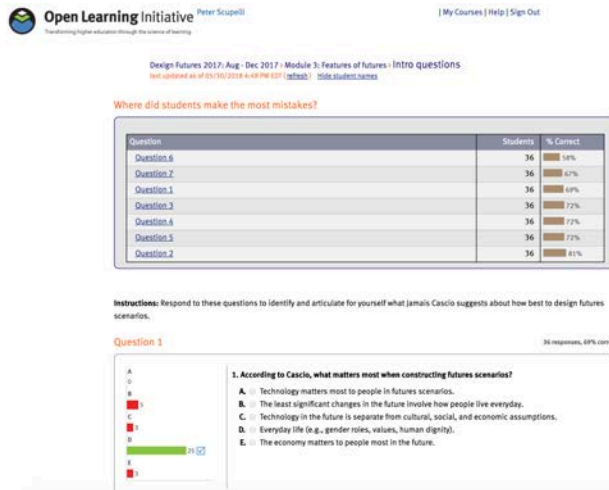 Open Learning Initiative Peter Scupelli | My Courses | Help | Sign Out
Transforming higher education through the science of learning
Dexign Futures 2017: Aug - Dec 2017 › Module 3: Features of futures › Intro questions
last updated as of 05/10/2018 4:48 PM EDT (refresh) Hide student names
Where did students make the most mistakes?
Question Students % Correct
Question 6 36 58%
Question 7 36 67%
Question 1 36 69%
Question 3 36 72%
Question 4 36 72%
Question 5 36 72%
Question 2 36 81%
Instructions: Respond to these questions to identify and articulate for yourself what Jamais Cascio suggests about how best to design futures
scenarios.
Question 1 36 responses, 69% corr
1. According to Cascio, what matters most when constructing futures scenarios?
A. Technology matters most to people in futures scenarios.
B. The least significant changes in the future involve how people live everyday.
C. Technology in the future is separate from cultural, social, and economic assumptions.
D. Everyday life (e.g., gender roles, values, human dignity).
E. The economy matters to people most in the future.
A
0
B
C
D
25
E